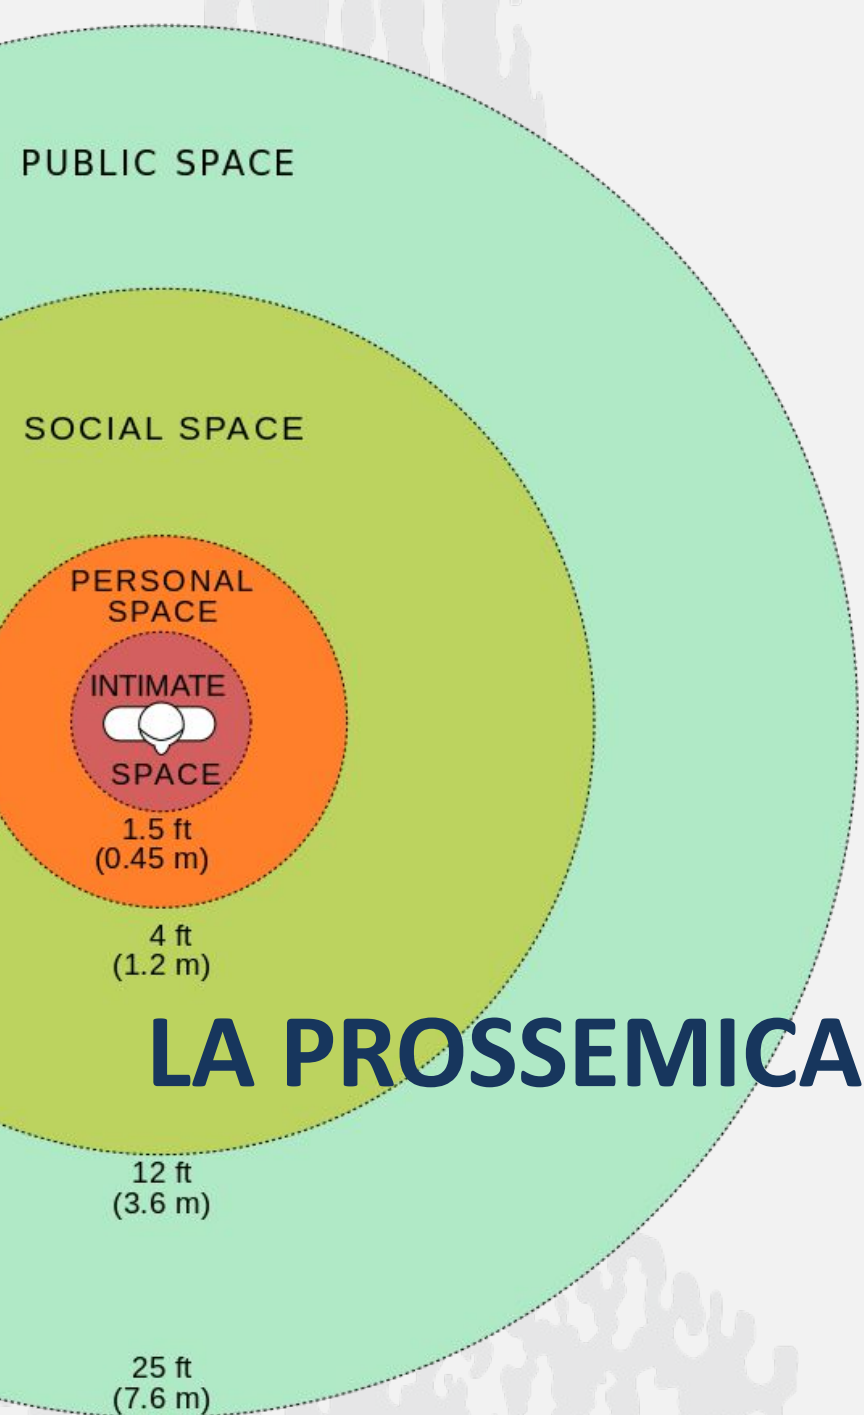 PUBLIC SPACE
SOCIAL SPACE
PERSONAL
SPACE
INTIMATE
SPACE
1.5 ft
(0.45 m)
4 ft
(1.2 m)
LA PROSSEMICA
12 ft
(3.6 m)
25 ft
(7.6 m)